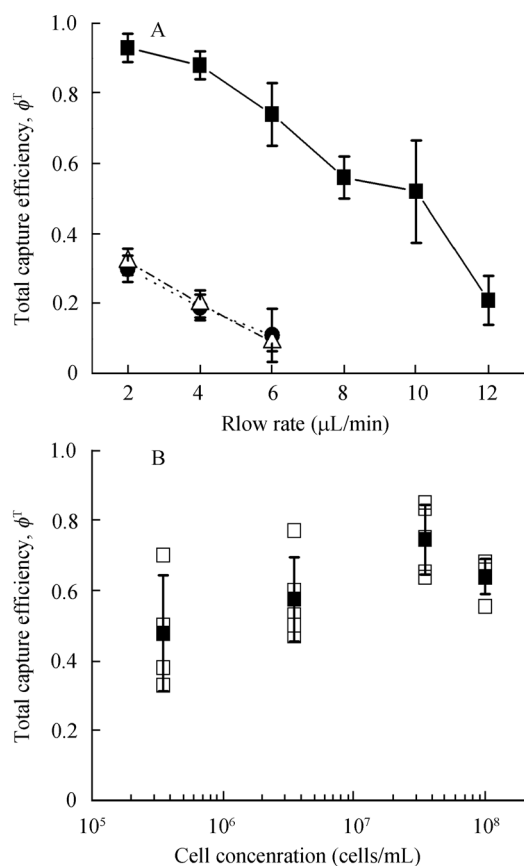 A
Total capture efficiency, ϕᵀ
1.0
0.8
0.6
0.4
0.2
0
2 4 6 8 10 12
Rlow rate (μL/min)
B
Total capture efficiency, ϕᵀ
1.0
0.8
0.6
0.4
0.2
0
10⁵ 10⁶ 10⁷ 10⁸
Cell concenration (cells/mL)